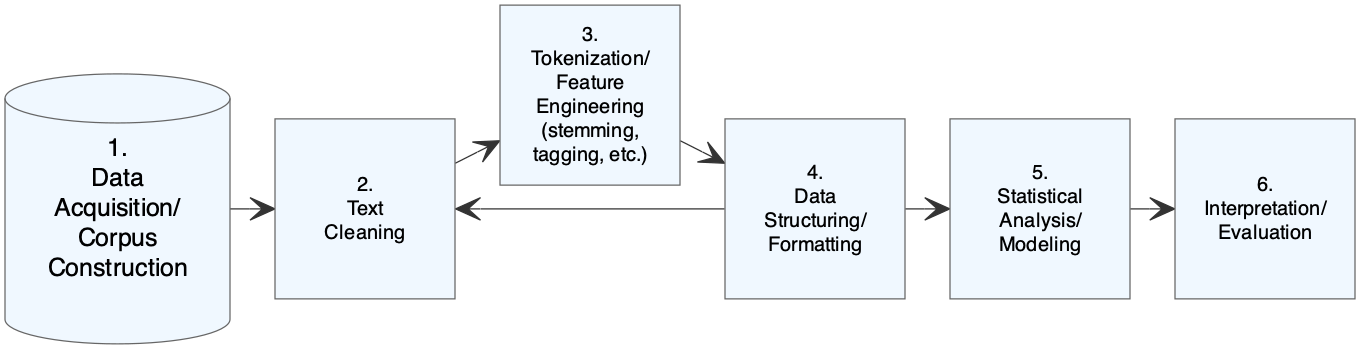 1.
Data
Acquisition/
Corpus
Construction
2.
Text
Cleaning
3.
Tokenization/
Feature
Engineering
(stemming,
tagging, etc.)
4.
Data
Structuring/
Formatting
5.
Statistical
Analysis/
Modeling
6.
Interpretation/
Evaluation